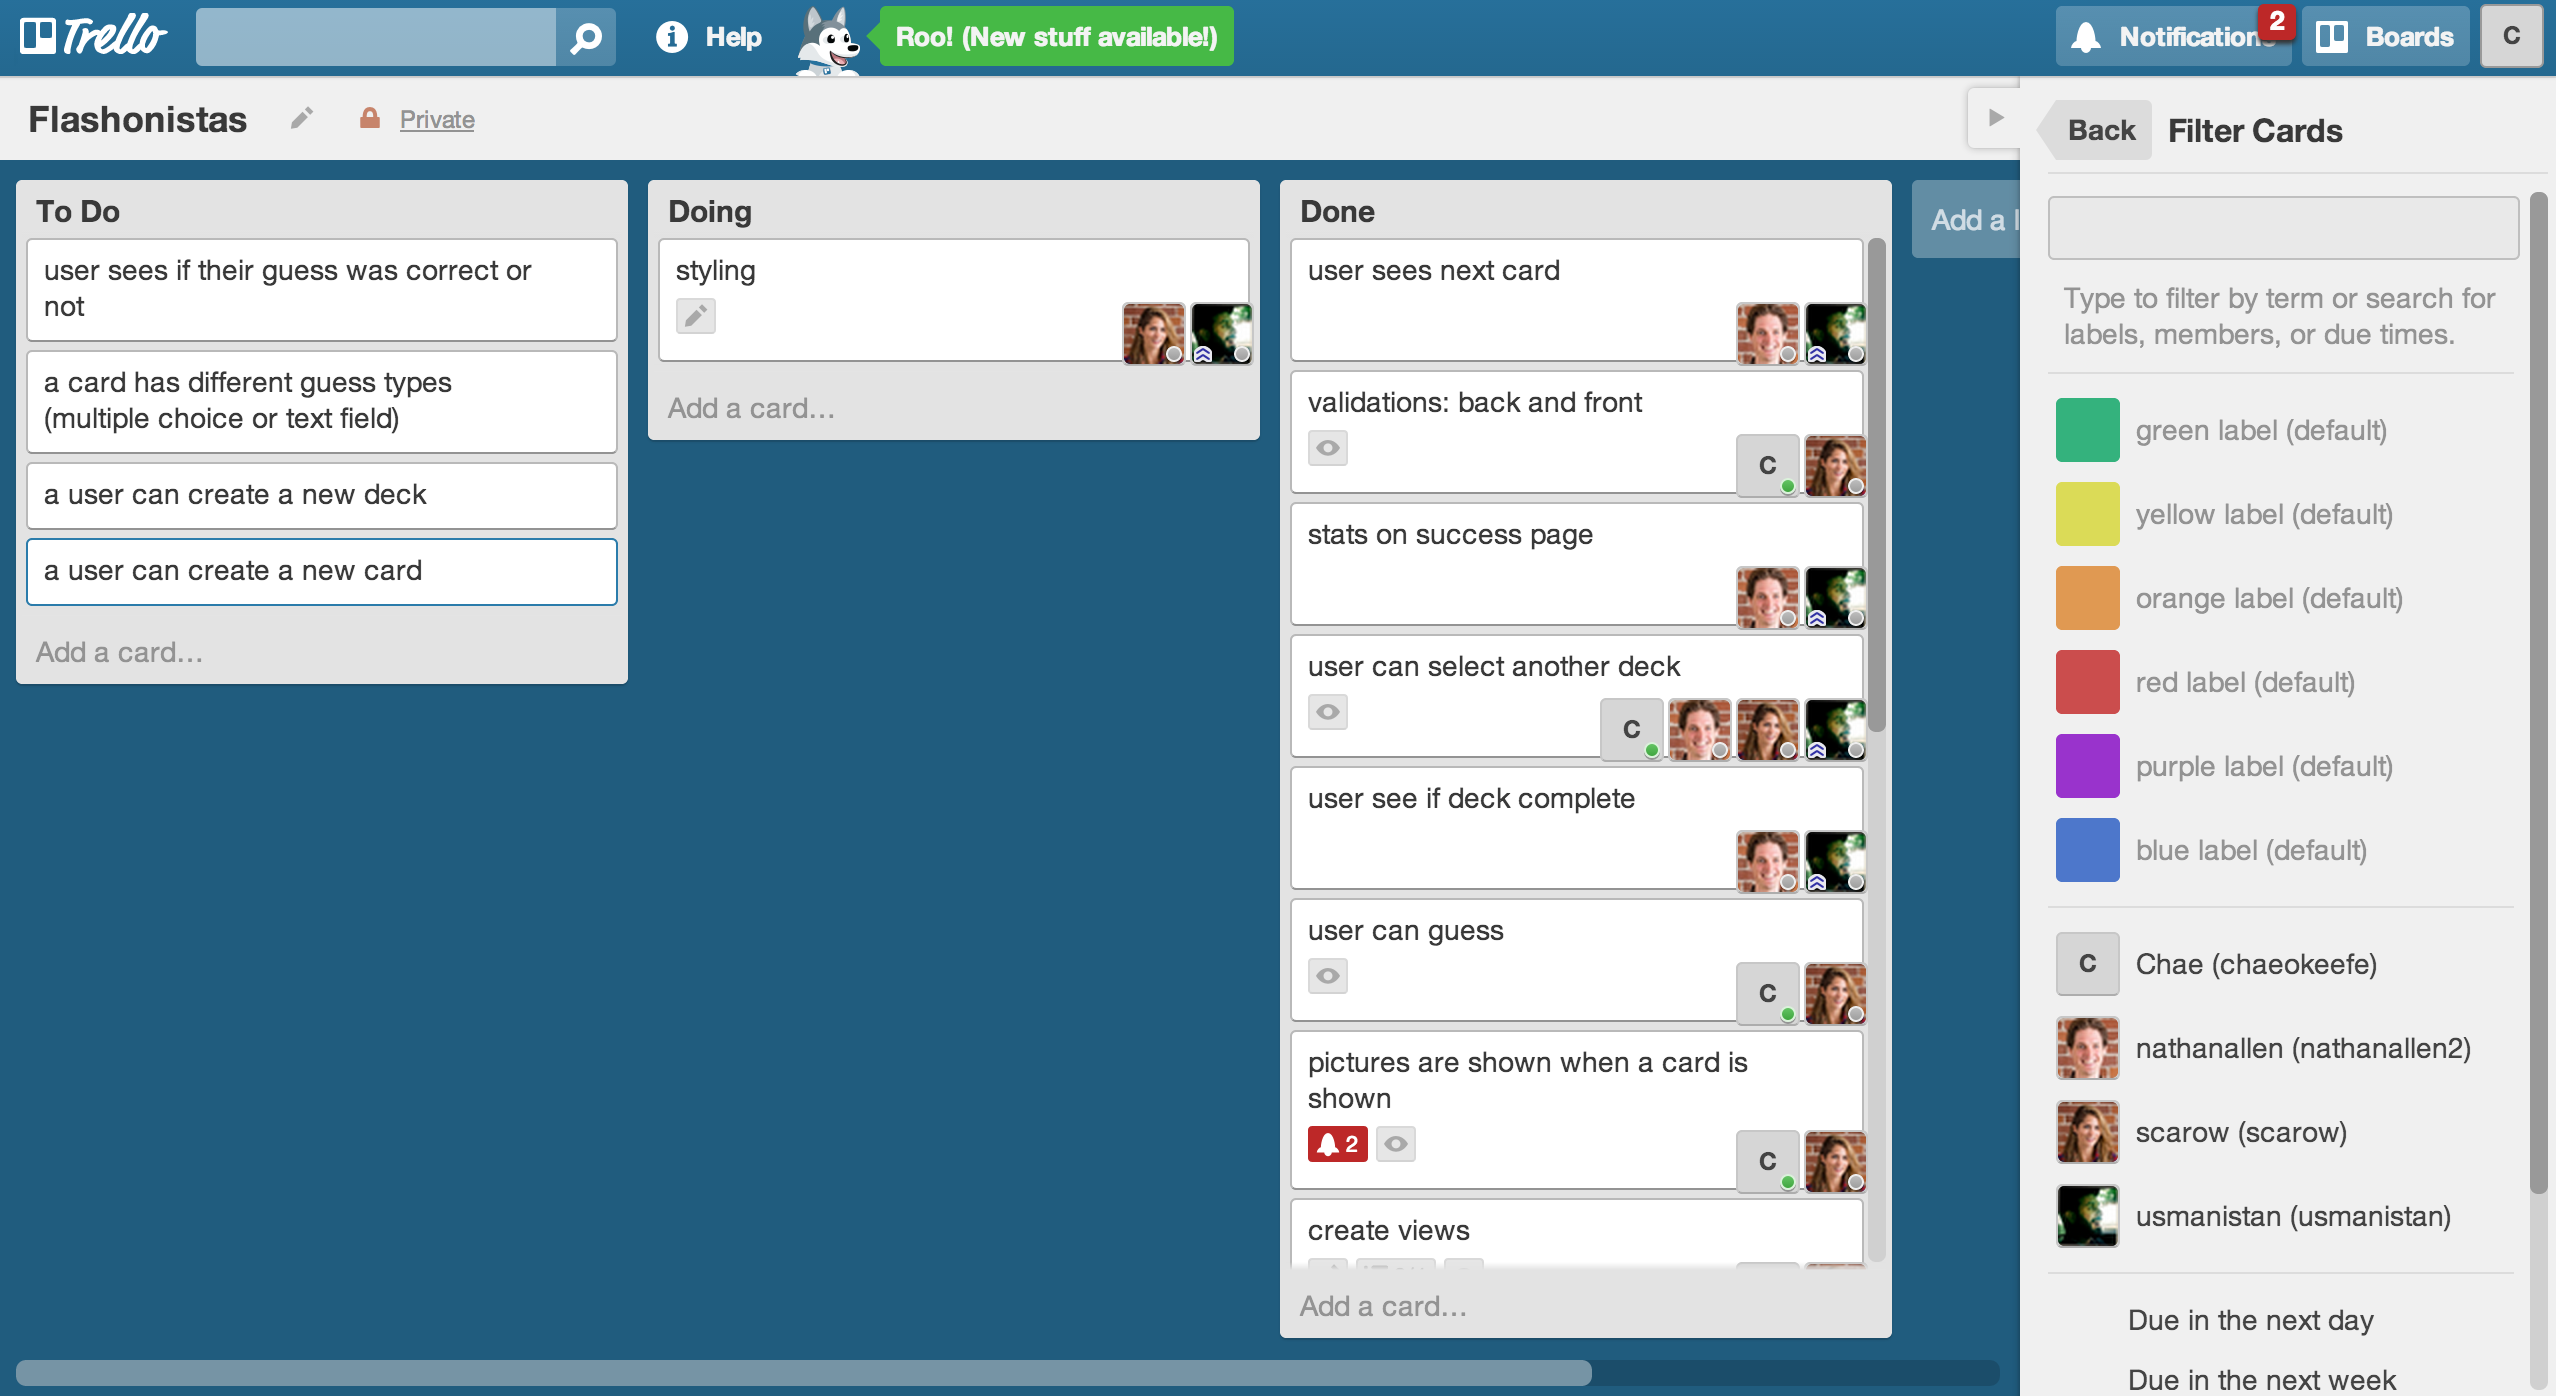 Trello
Help
Roo! (New stuff available!)
Notifications
2
Boards
C
Flashonistas
Private
To Do
user sees if their guess was correct or
not
a card has different guess types
(multiple choice or text field)
a user can create a new deck
a user can create a new card
Add a card...
Doing
styling
Add a card...
Done
user sees next card
validations: back and front
C
stats on success page
user can select another deck
C
user see if deck complete
user can guess
C
pictures are shown when a card is
shown
2
C
create views
Add a card...
Add a
Back
Filter Cards
Type to filter by term or search for
labels, members, or due times.
green label (default)
yellow label (default)
orange label (default)
red label (default)
purple label (default)
blue label (default)
C
Chae (chaeokeefe)
nathanallen (nathanallen2)
scarow (scarow)
usmanistan (usmanistan)
Due in the next day
Due in the next week